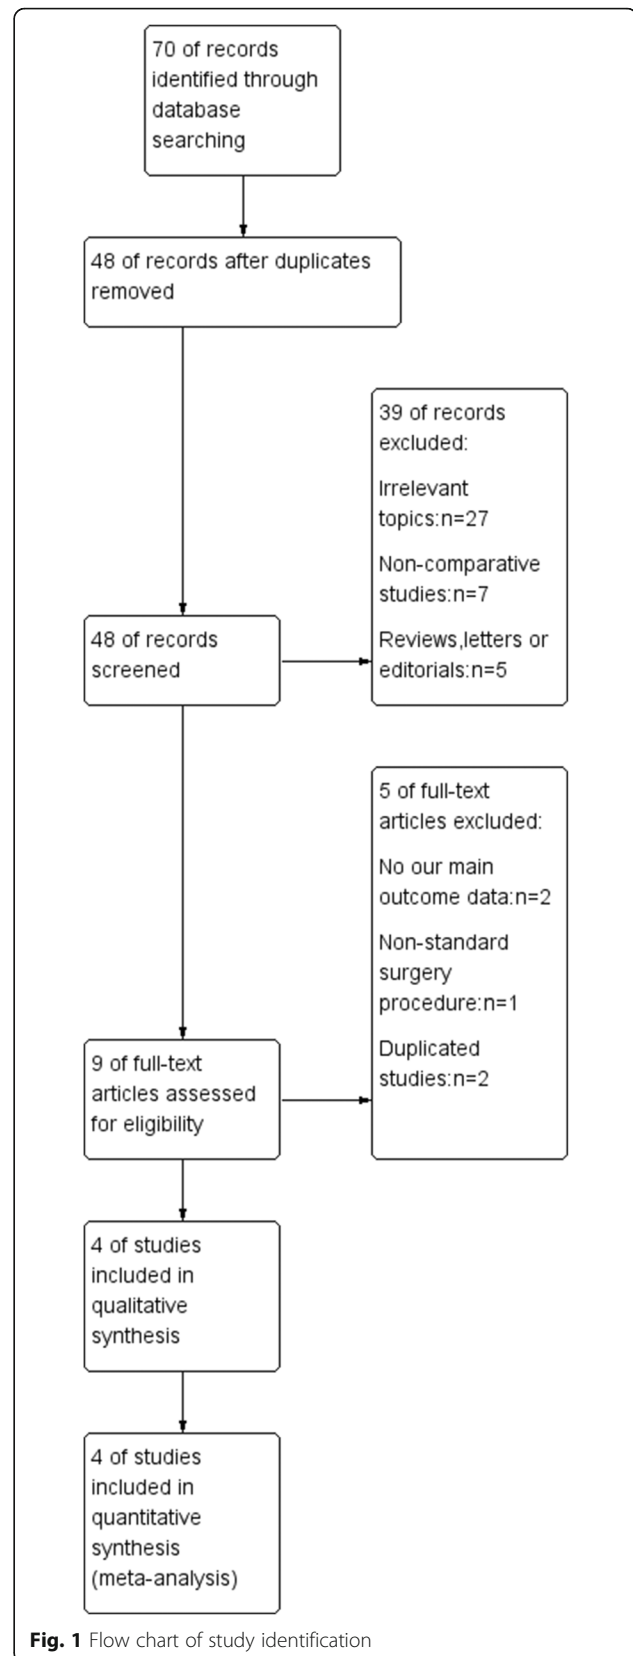 70 of records
identified through
database
searching
48 of records after duplicates
removed
39 of records
excluded:
Irrelevant
topics:n=27
Non-comparative
studies:n=7
Reviews,letters or
editorials:n=5
48 of records
screened
5 of full-text
articles excluded:
No our main
outcome data:n=2
Non-standard
surgery
procedure:n=1
Duplicated
studies:n=2
9 of full-text
articles assessed
for eligibility
4 of studies
included in
qualitative
synthesis
4 of studies
included in
quantitative
synthesis
(meta-analysis)
Fig. 1 Flow chart of study identification